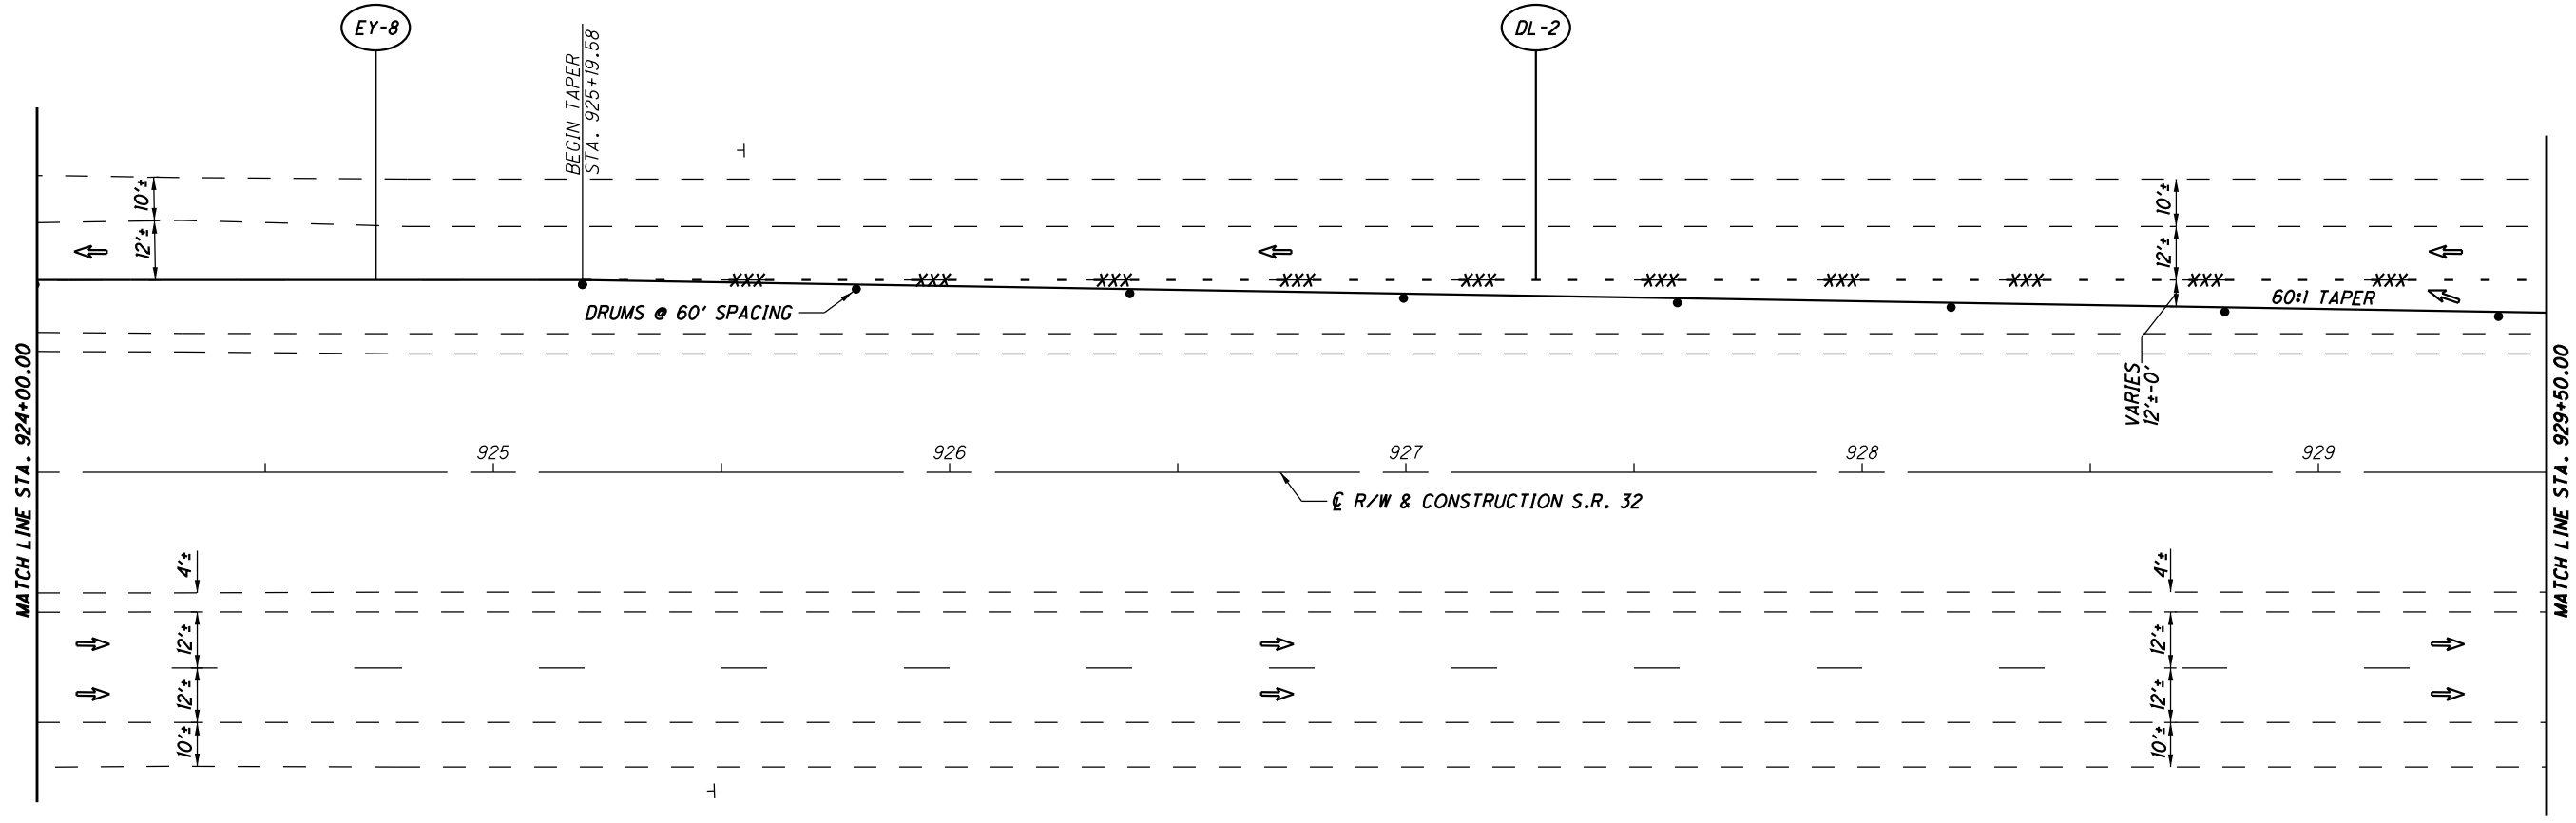 EY-8
DL-2
BEGIN TAPER
STA. 925+19.58
10'±
12'±
10'±
12'±
XXX XXX XXX XXX XXX XXX XXX XXX XXX XXX
60:1 TAPER
DRUMS @ 60' SPACING
VARIES
12'±-0'
MATCH LINE STA. 924+00.00
MATCH LINE STA. 929+50.00
925 926 927 928 929
℄ R/W & CONSTRUCTION S.R. 32
4'±
12'±
12'±
10'±
4'±
12'±
12'±
10'±